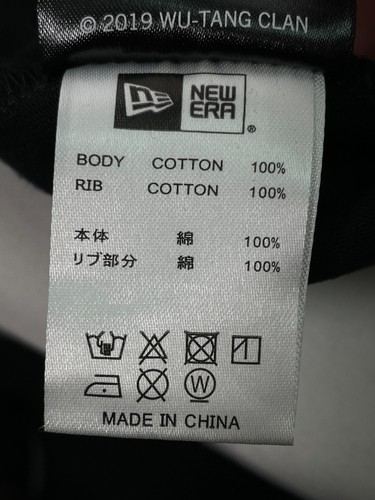 © 2019 WU-TANG CLAN
NE NEW ERA®
BODY COTTON 100%
RIB COTTON 100%
本体 綿 100%
リブ部分 綿 100%
W
MADE IN CHINA